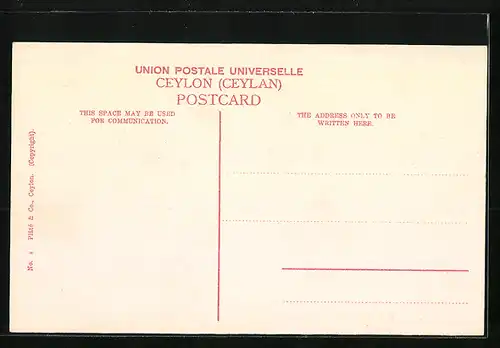 UNION POSTALE UNIVERSELLE
CEYLON (CEYLAN)
POSTCARD
THIS SPACE MAY BE USED
FOR COMMUNICATION.
THE ADDRESS ONLY TO BE
WRITTEN HERE.
No. 4 Plâté & Co., Ceylon. (Copyright).